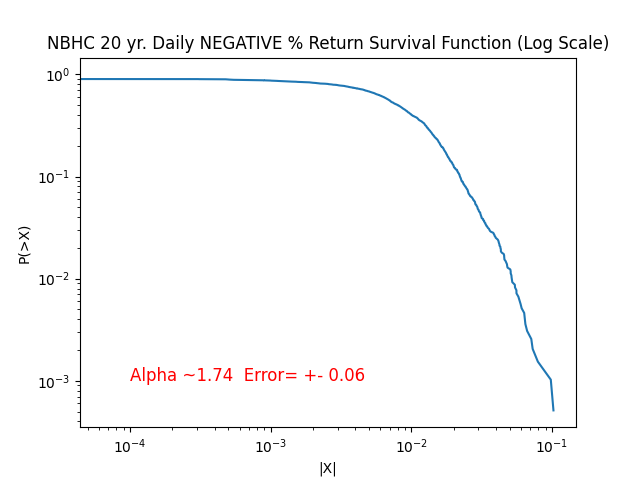 NBHC 20 yr. Daily NEGATIVE % Return Survival Function (Log Scale)
10⁰
10⁻¹
10⁻²
10⁻³
P(>X)
Alpha ~1.74  Error= +- 0.06
10⁻⁴
10⁻³
10⁻²
10⁻¹
|X|